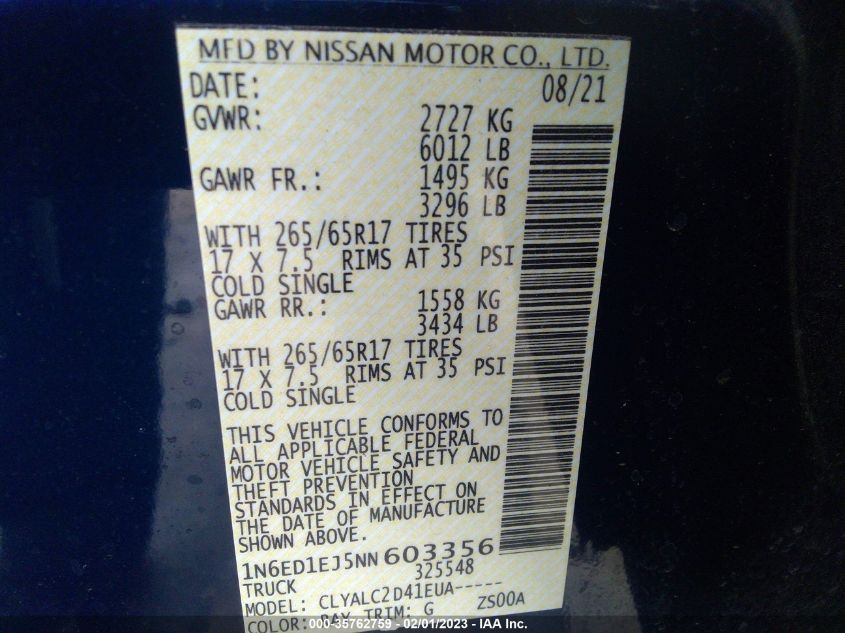 MFD BY NISSAN MOTOR CO., LTD.
DATE: 08/21
GVWR: 2727 KG
6012 LB
GAWR FR.: 1495 KG
3296 LB
WITH 265/65R17 TIRES
17 X 7.5 RIMS AT 35 PSI
COLD SINGLE
GAWR RR.: 1558 KG
3434 LB
WITH 265/65R17 TIRES
17 X 7.5 RIMS AT 35 PSI
COLD SINGLE
THIS VEHICLE CONFORMS TO
ALL APPLICABLE FEDERAL
MOTOR VEHICLE SAFETY AND
THEFT PREVENTION
STANDARDS IN EFFECT ON
THE DATE OF MANUFACTURE
SHOWN ABOVE.
1N6ED1EJ5NN603356
TRUCK 325548
MODEL: CLYALC2D41EUA-----
COLOR: RAY TRIM: G ZS00A
000-35762759 - 02/01/2023 - IAA Inc.